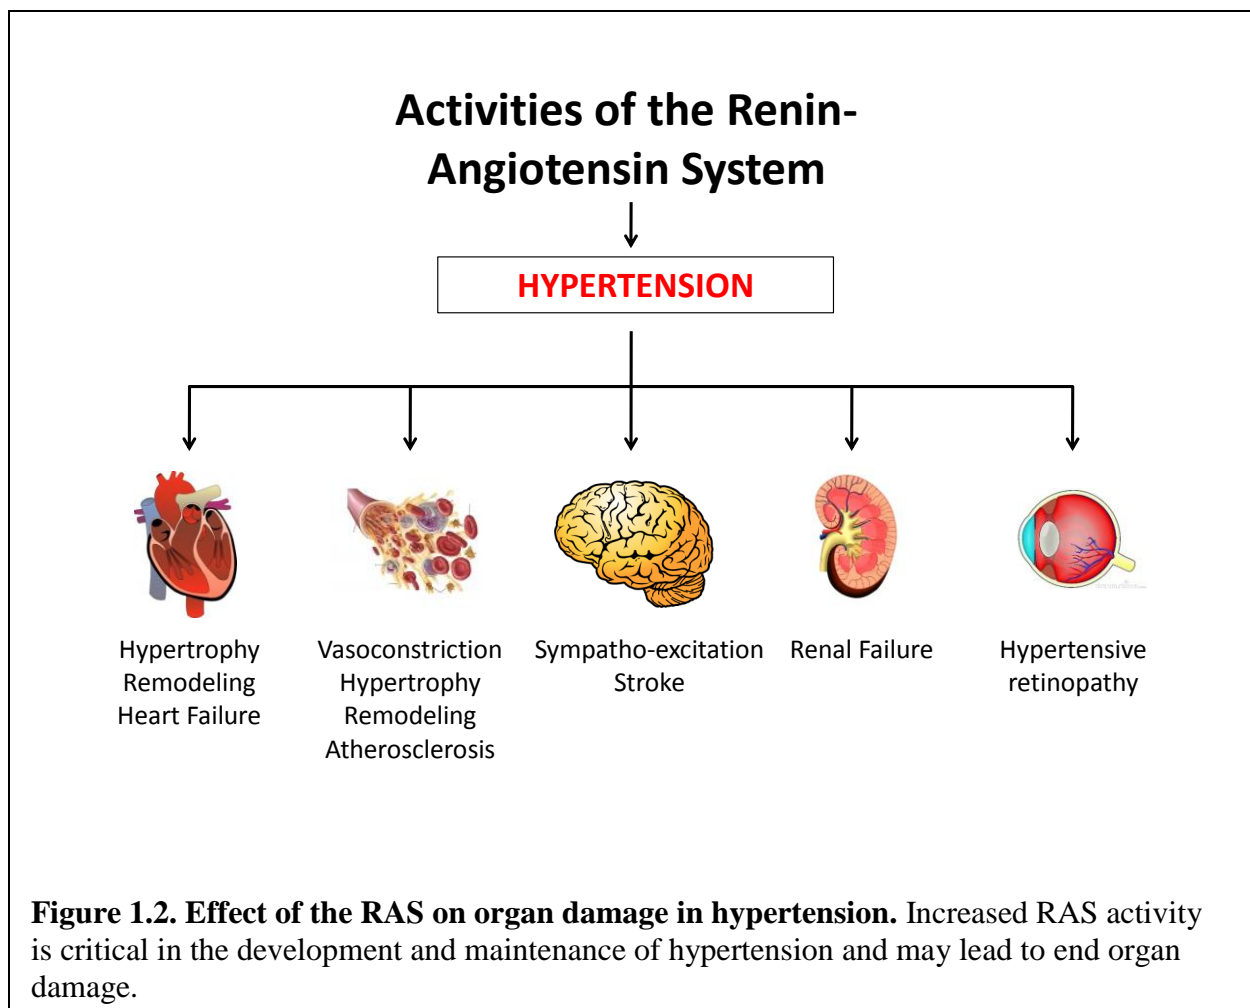 Activities of the Renin-
Angiotensin System
HYPERTENSION
Hypertrophy
Remodeling
Heart Failure
Vasoconstriction
Hypertrophy
Remodeling
Atherosclerosis
Sympatho-excitation
Stroke
Renal Failure
Hypertensive
retinopathy
Figure 1.2. Effect of the RAS on organ damage in hypertension. Increased RAS activity
is critical in the development and maintenance of hypertension and may lead to end organ
damage.